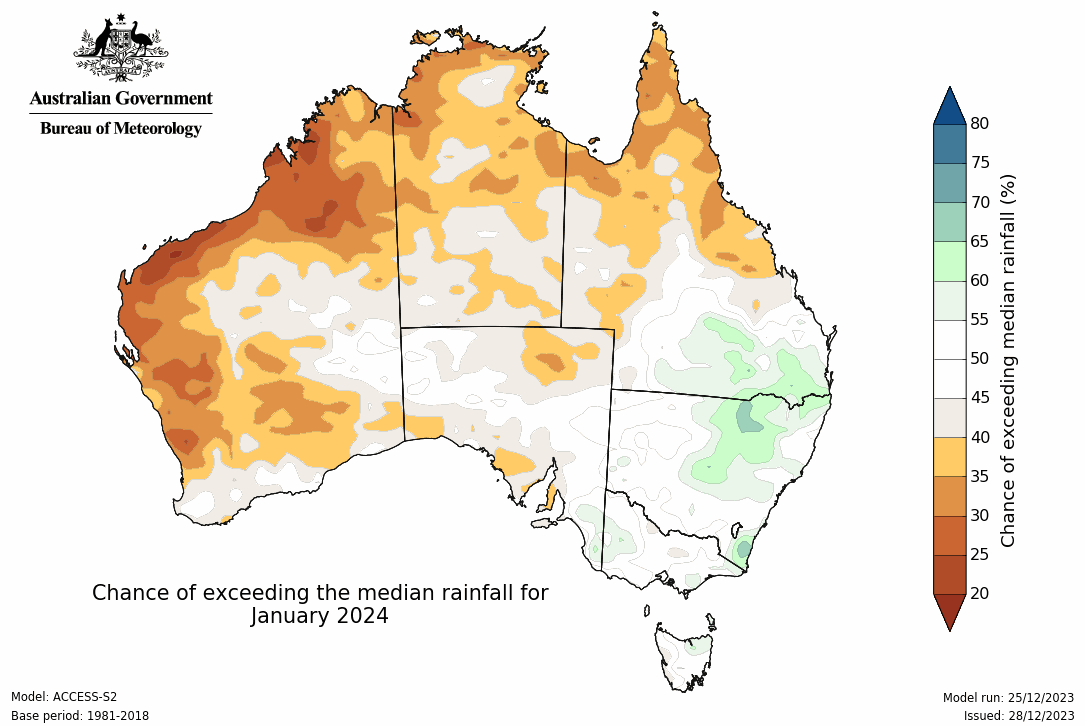 Australian Government
Bureau of Meteorology
80
75
70
65
60
55
50
45
40
35
30
25
20
Chance of exceeding median rainfall (%)
Chance of exceeding the median rainfall for
January 2024
Model: ACCESS-S2
Base period: 1981-2018
Model run: 25/12/2023
Issued: 28/12/2023